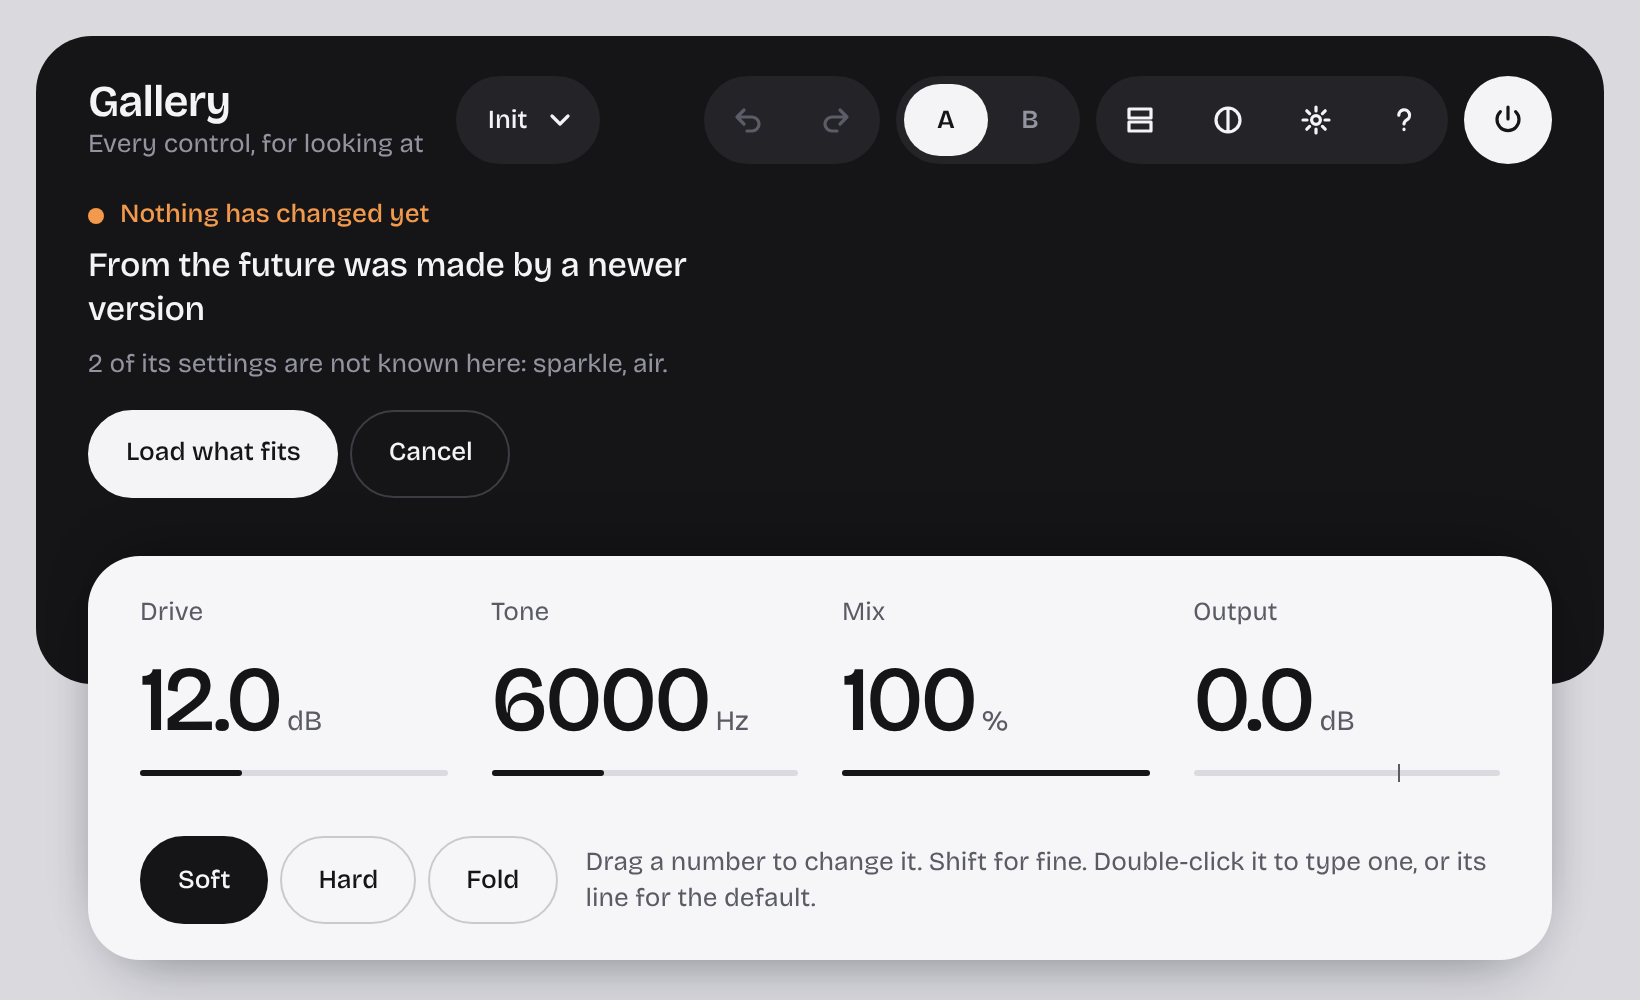 Gallery
Every control, for looking at
Init
A
B
?
Nothing has changed yet
From the future was made by a newer
version
2 of its settings are not known here: sparkle, air.
Load what fits
Cancel
Drive
Tone
Mix
Output
12.0 dB
6000 Hz
100 %
0.0 dB
Soft
Hard
Fold
Drag a number to change it. Shift for fine. Double-click it to type one, or its
line for the default.